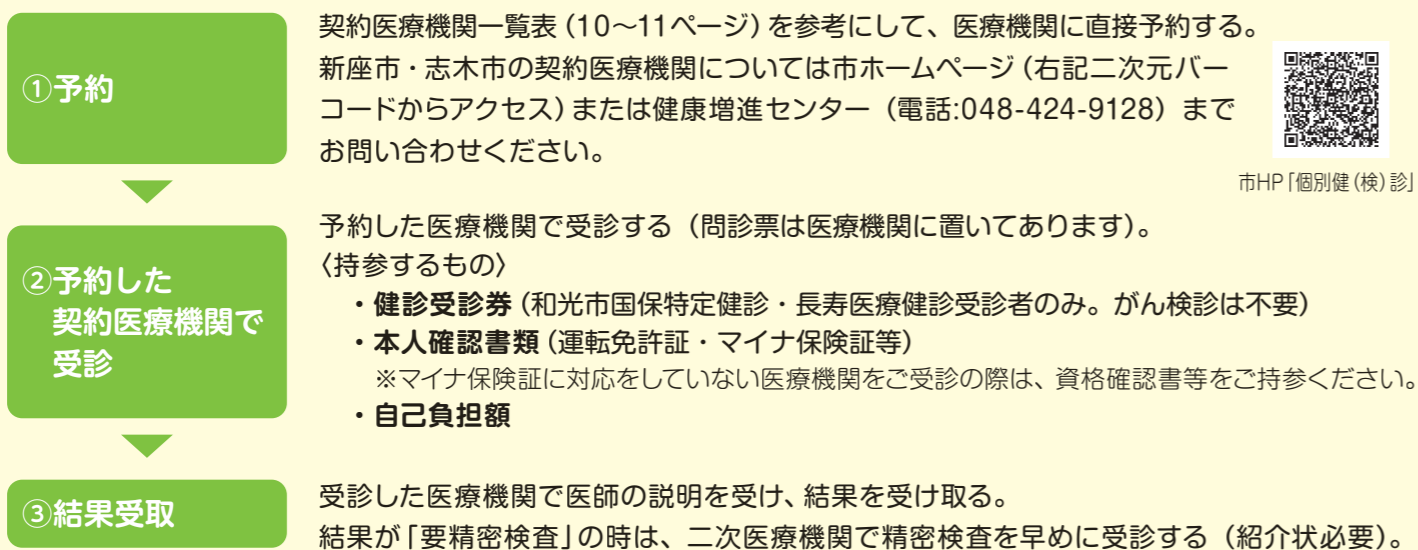 ①予約
契約医療機関一覧表（10～11ページ）を参考にして、医療機関に直接予約する。
新座市・志木市の契約医療機関については市ホームページ（右記二次元バー
コードからアクセス）または健康増進センター（電話:048-424-9128）まで
お問い合わせください。
市HP「個別健（検）診」
②予約した
契約医療機関で
受診
予約した医療機関で受診する（問診票は医療機関に置いてあります）。
〈持参するもの〉
・健診受診券（和光市国保特定健診・長寿医療健診受診者のみ。がん検診は不要）
・本人確認書類（運転免許証・マイナ保険証等）
※マイナ保険証に対応をしていない医療機関をご受診の際は、資格確認書等をご持参ください。
・自己負担額
③結果受取
受診した医療機関で医師の説明を受け、結果を受け取る。
結果が「要精密検査」の時は、二次医療機関で精密検査を早めに受診する（紹介状必要）。